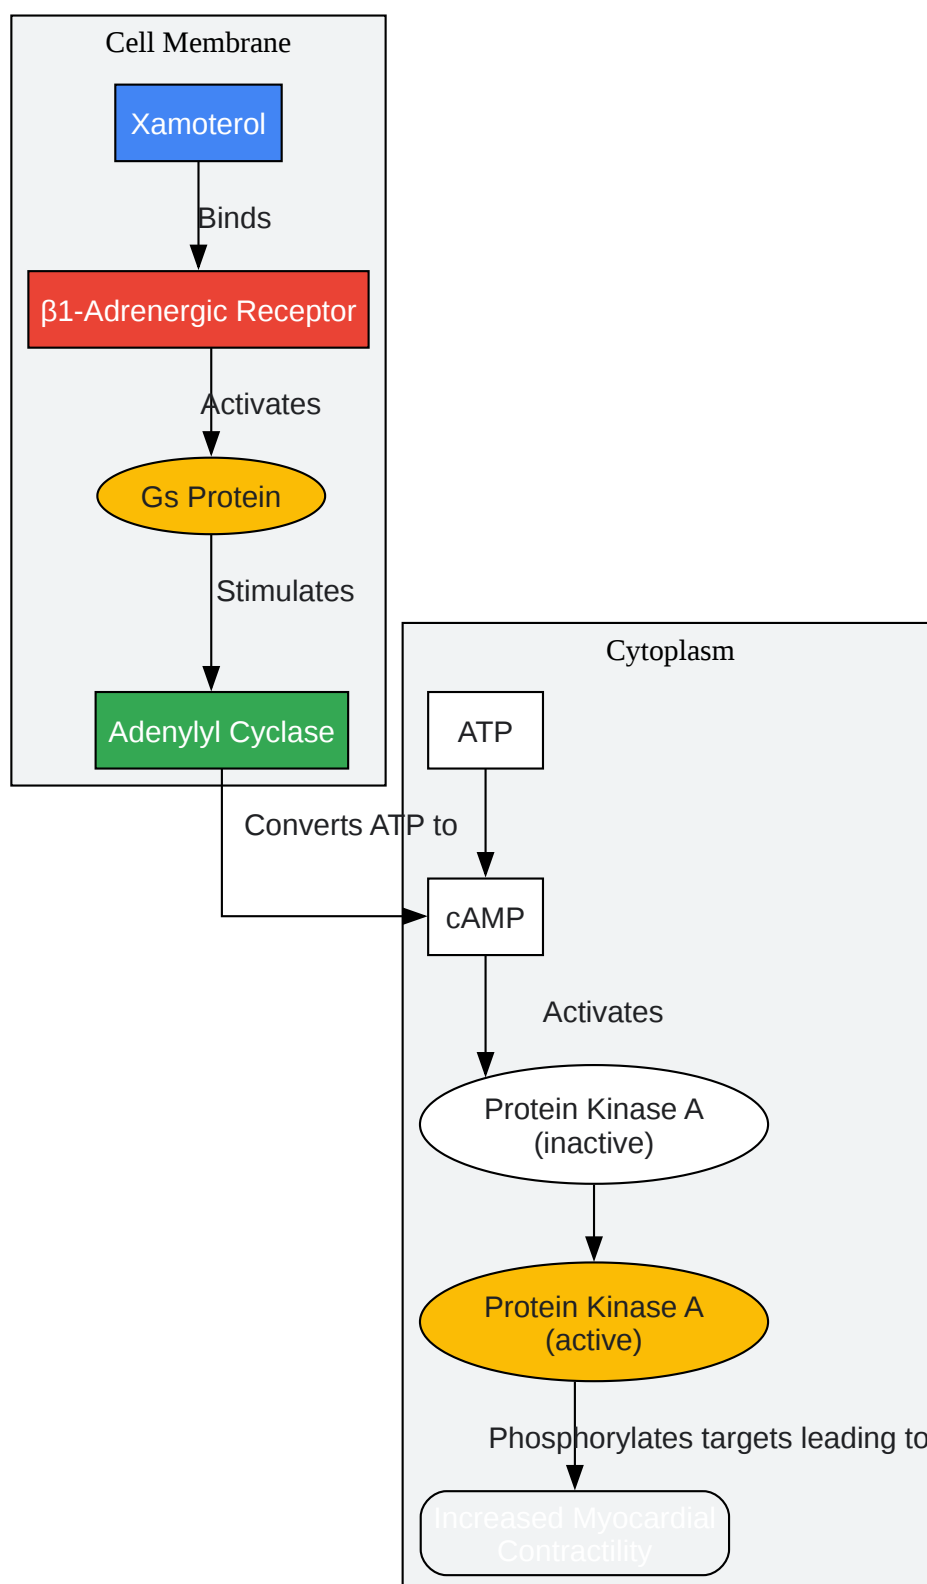 Cell Membrane
Xamoterol
Binds
β1-Adrenergic Receptor
Activates
Gs Protein
Stimulates
Adenylyl Cyclase
Cytoplasm
ATP
Converts ATP to
cAMP
Activates
Protein Kinase A
(inactive)
Protein Kinase A
(active)
Phosphorylates targets leading to
Increased Myocardial
Contractility